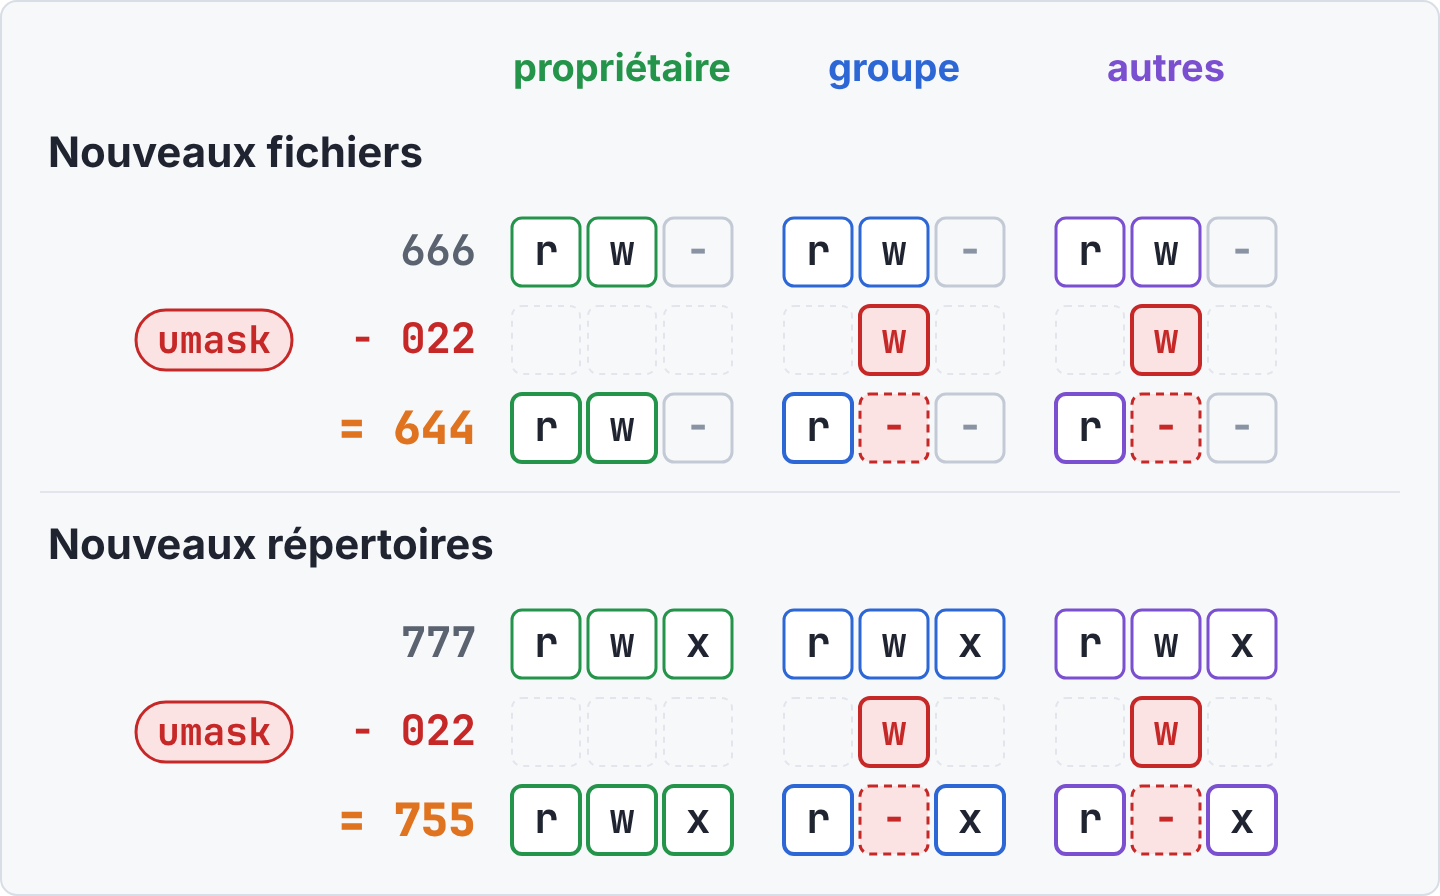 propriétaire groupe autres
Nouveaux fichiers
666 r w - r w - r w -
umask - 022 w w
= 644 r w - r - - r - -
Nouveaux répertoires
777 r w x r w x r w x
umask - 022 w w
= 755 r w x r - x r - x